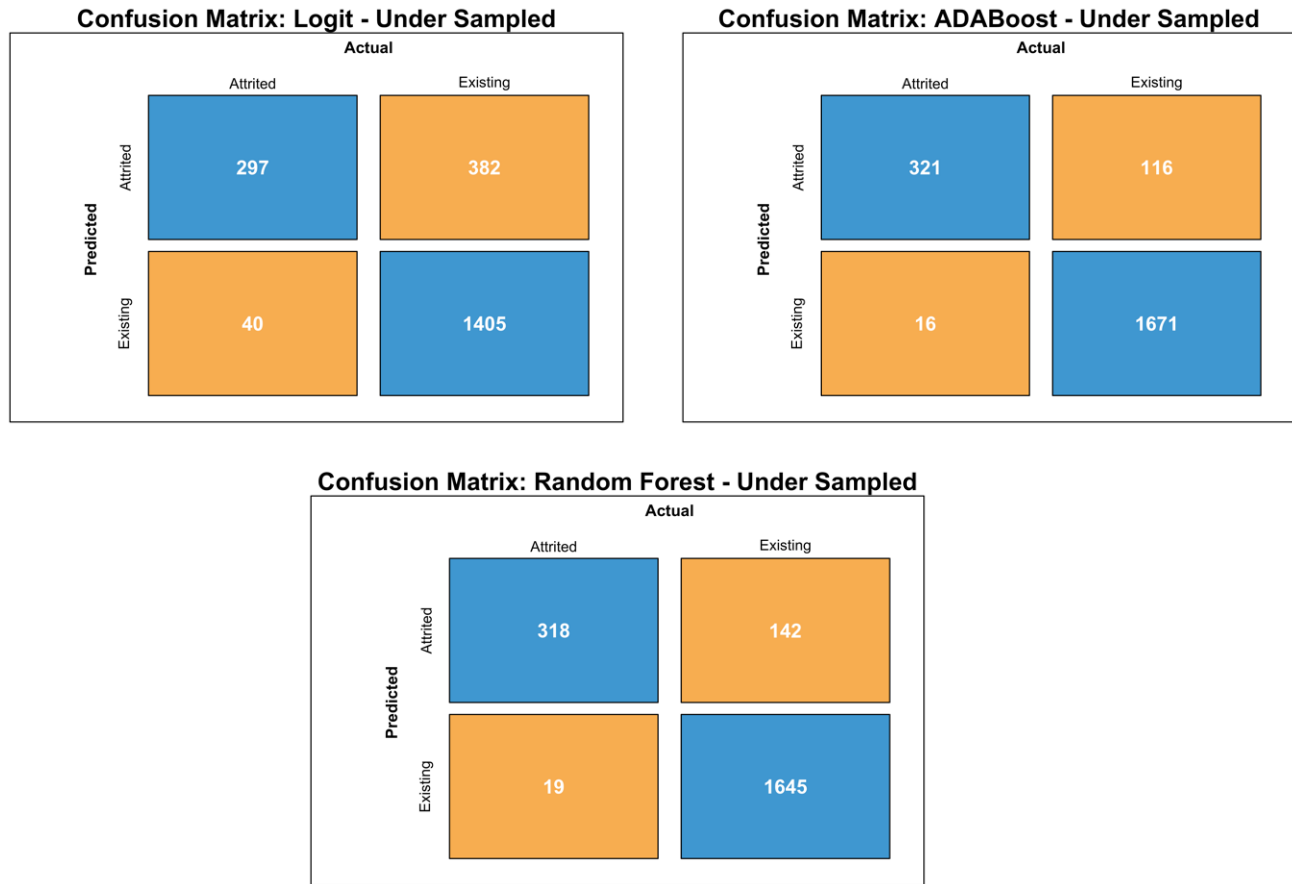 Confusion Matrix: Logit - Under Sampled
Actual
Attrited Existing
Predicted
Attrited 297 382
Existing 40 1405
Confusion Matrix: ADABoost - Under Sampled
Actual
Attrited Existing
Predicted
Attrited 321 116
Existing 16 1671
Confusion Matrix: Random Forest - Under Sampled
Actual
Attrited Existing
Predicted
Attrited 318 142
Existing 19 1645